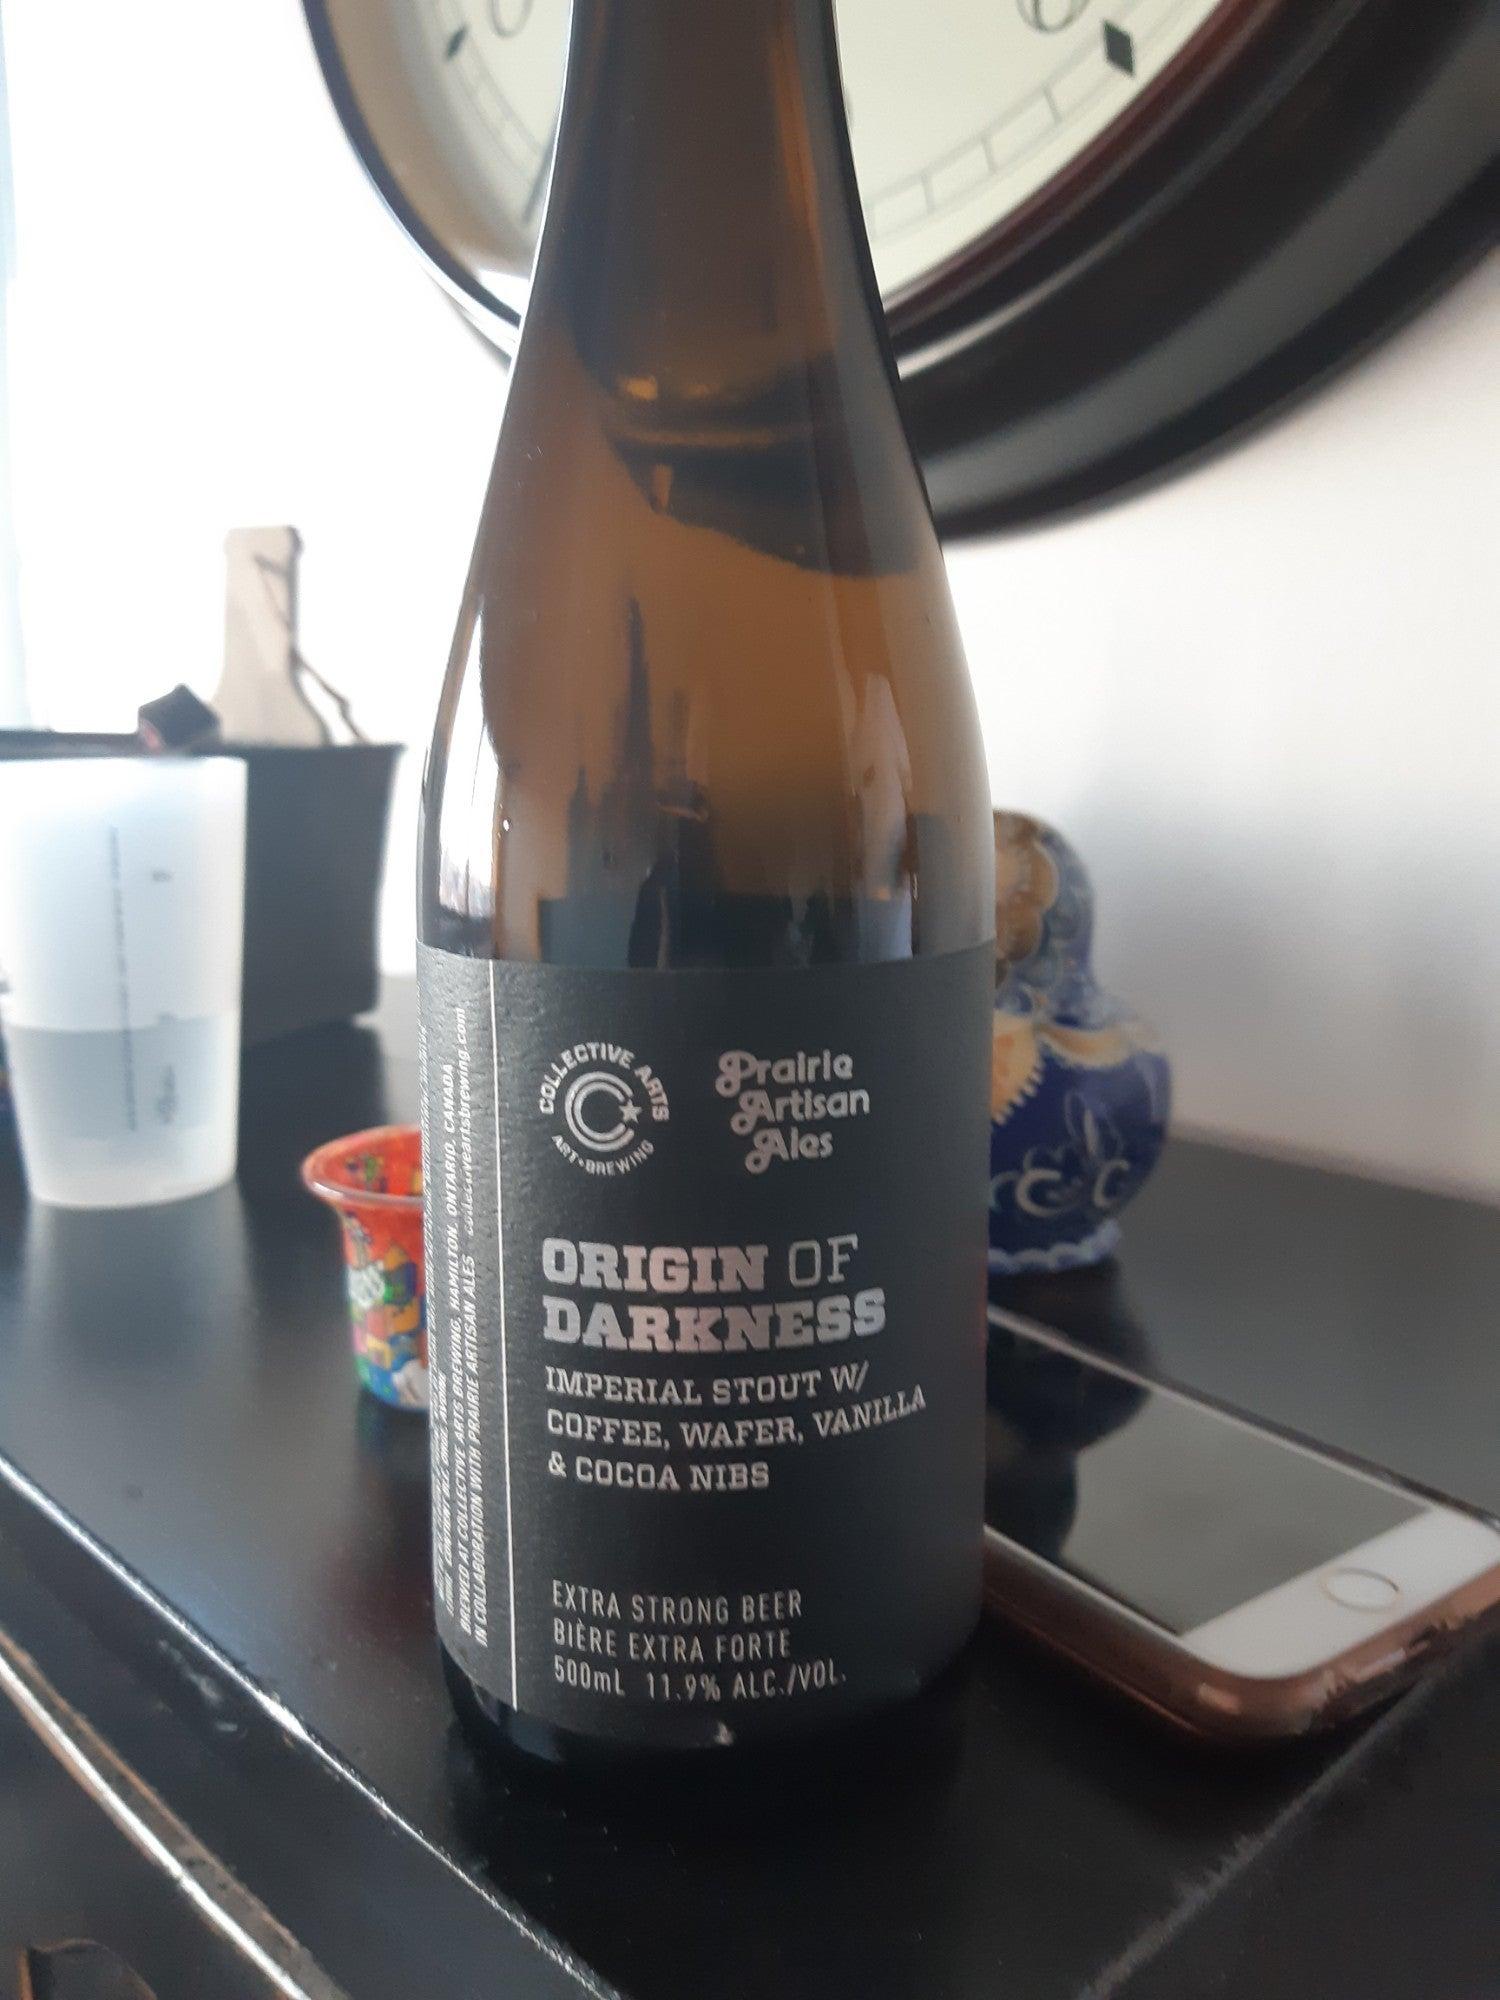 COLLECTIVE ARTS
ART • BREWING
Prairie
Artisan
Ales
ORIGIN OF
DARKNESS
IMPERIAL STOUT W/
COFFEE, WAFER, VANILLA
& COCOA NIBS
EXTRA STRONG BEER
BIÈRE EXTRA FORTE
500mL 11.9% ALC./VOL.
BREWED AT COLLECTIVE ARTS BREWING, HAMILTON, ONTARIO, CANADA
IN COLLABORATION WITH PRAIRIE ARTISAN ALES collectiveartsbrewing.com